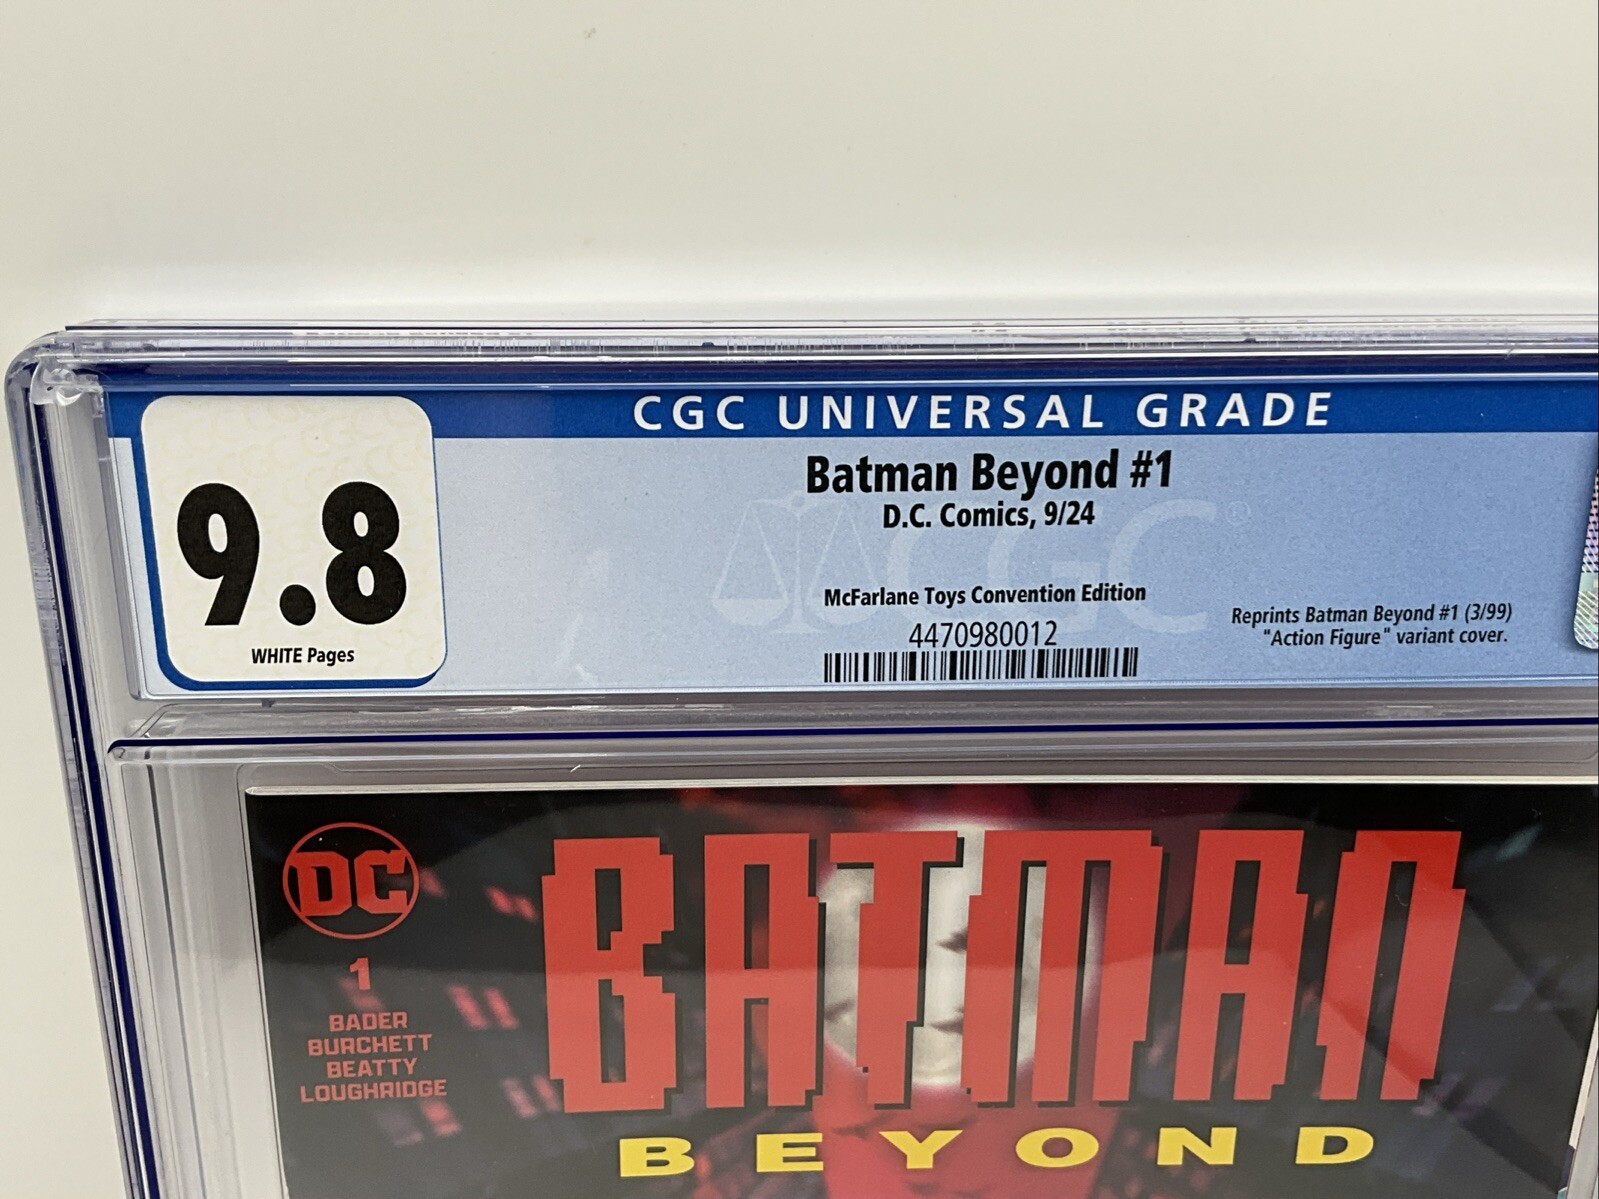 CGC UNIVERSAL GRADE
9.8
WHITE Pages
Batman Beyond #1
D.C. Comics, 9/24
CGC®
McFarlane Toys Convention Edition
4470980012
Reprints Batman Beyond #1 (3/99)
"Action Figure" variant cover.
DC
1
BADER
BURCHETT
BEATTY
LOUGHRIDGE
BATMAN
BEYOND